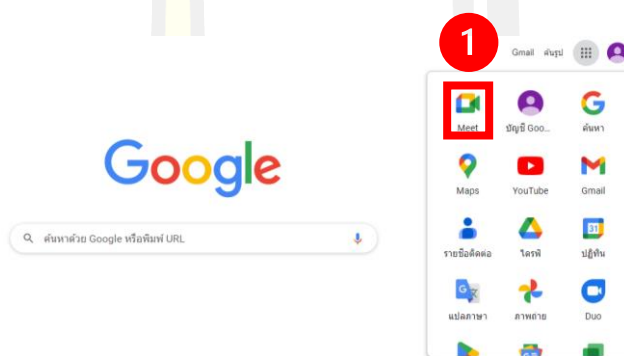 1
Gmail ค้นรูป
Google
ค้นหาด้วย Google หรือพิมพ์ URL
Meet บัญชี Goo... ค้นหา
Maps YouTube Gmail
31
รายชื่อติดต่อ ไดรฟ์ ปฏิทิน
แปลภาษา ภาพถ่าย Duo